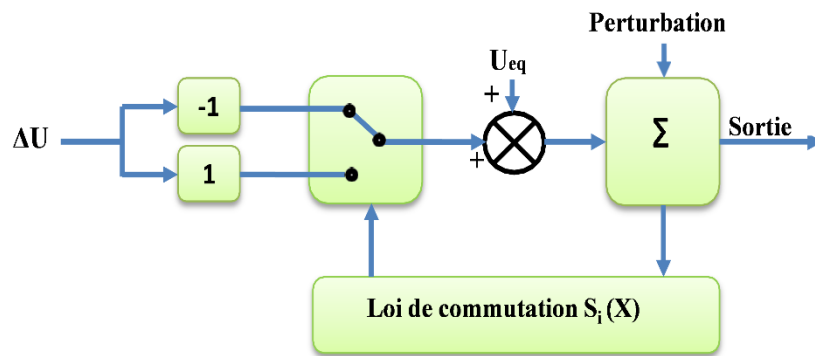 Perturbation
Ueq
+
-1
ΔU
Σ
Sortie
+
1
Loi de commutation Si (X)